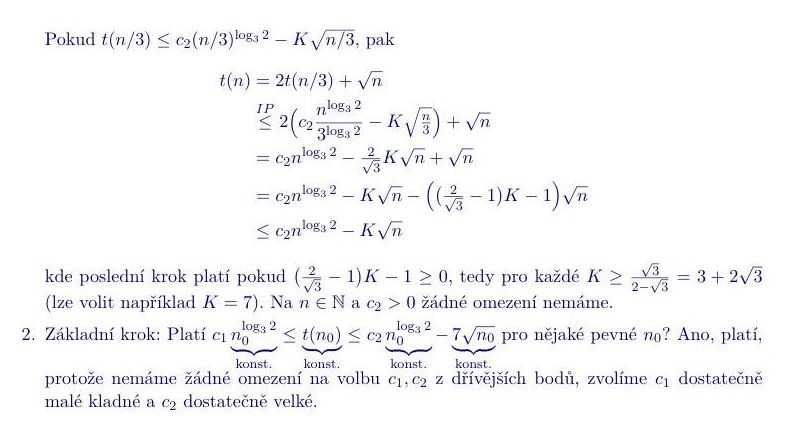 Pokud $t(n/3) \leq c_2(n/3)^{\log_3 2} - K\sqrt{n/3}$, pak
$t(n) = 2t(n/3) + \sqrt{n}$
$\overset{IP}{\leq} 2\Big(c_2 \frac{n^{\log_3 2}}{3^{\log_3 2}} - K\sqrt{\frac{n}{3}}\Big) + \sqrt{n}$
$= c_2 n^{\log_3 2} - \frac{2}{\sqrt{3}} K\sqrt{n} + \sqrt{n}$
$= c_2 n^{\log_3 2} - K\sqrt{n} - \Big(\big(\frac{2}{\sqrt{3}} - 1\big)K - 1\Big)\sqrt{n}$
$\leq c_2 n^{\log_3 2} - K\sqrt{n}$
kde poslední krok platí pokud $\big(\frac{2}{\sqrt{3}} - 1\big)K - 1 \geq 0$, tedy pro každé $K \geq \frac{\sqrt{3}}{2-\sqrt{3}} = 3 + 2\sqrt{3}$
(lze volit například $K = 7$). Na $n \in \mathbb{N}$ a $c_2 > 0$ žádné omezení nemáme.
2. Základní krok: Platí $c_1 \underbrace{n_0^{\log_3 2}}_{\text{konst.}} \leq \underbrace{t(n_0)}_{\text{konst.}} \leq c_2 \underbrace{n_0^{\log_3 2}}_{\text{konst.}} - \underbrace{7\sqrt{n_0}}_{\text{konst.}}$ pro nějaké pevné $n_0$? Ano, platí,
protože nemáme žádné omezení na volbu $c_1, c_2$ z dřívějších bodů, zvolíme $c_1$ dostatečně
malé kladné a $c_2$ dostatečně velké.